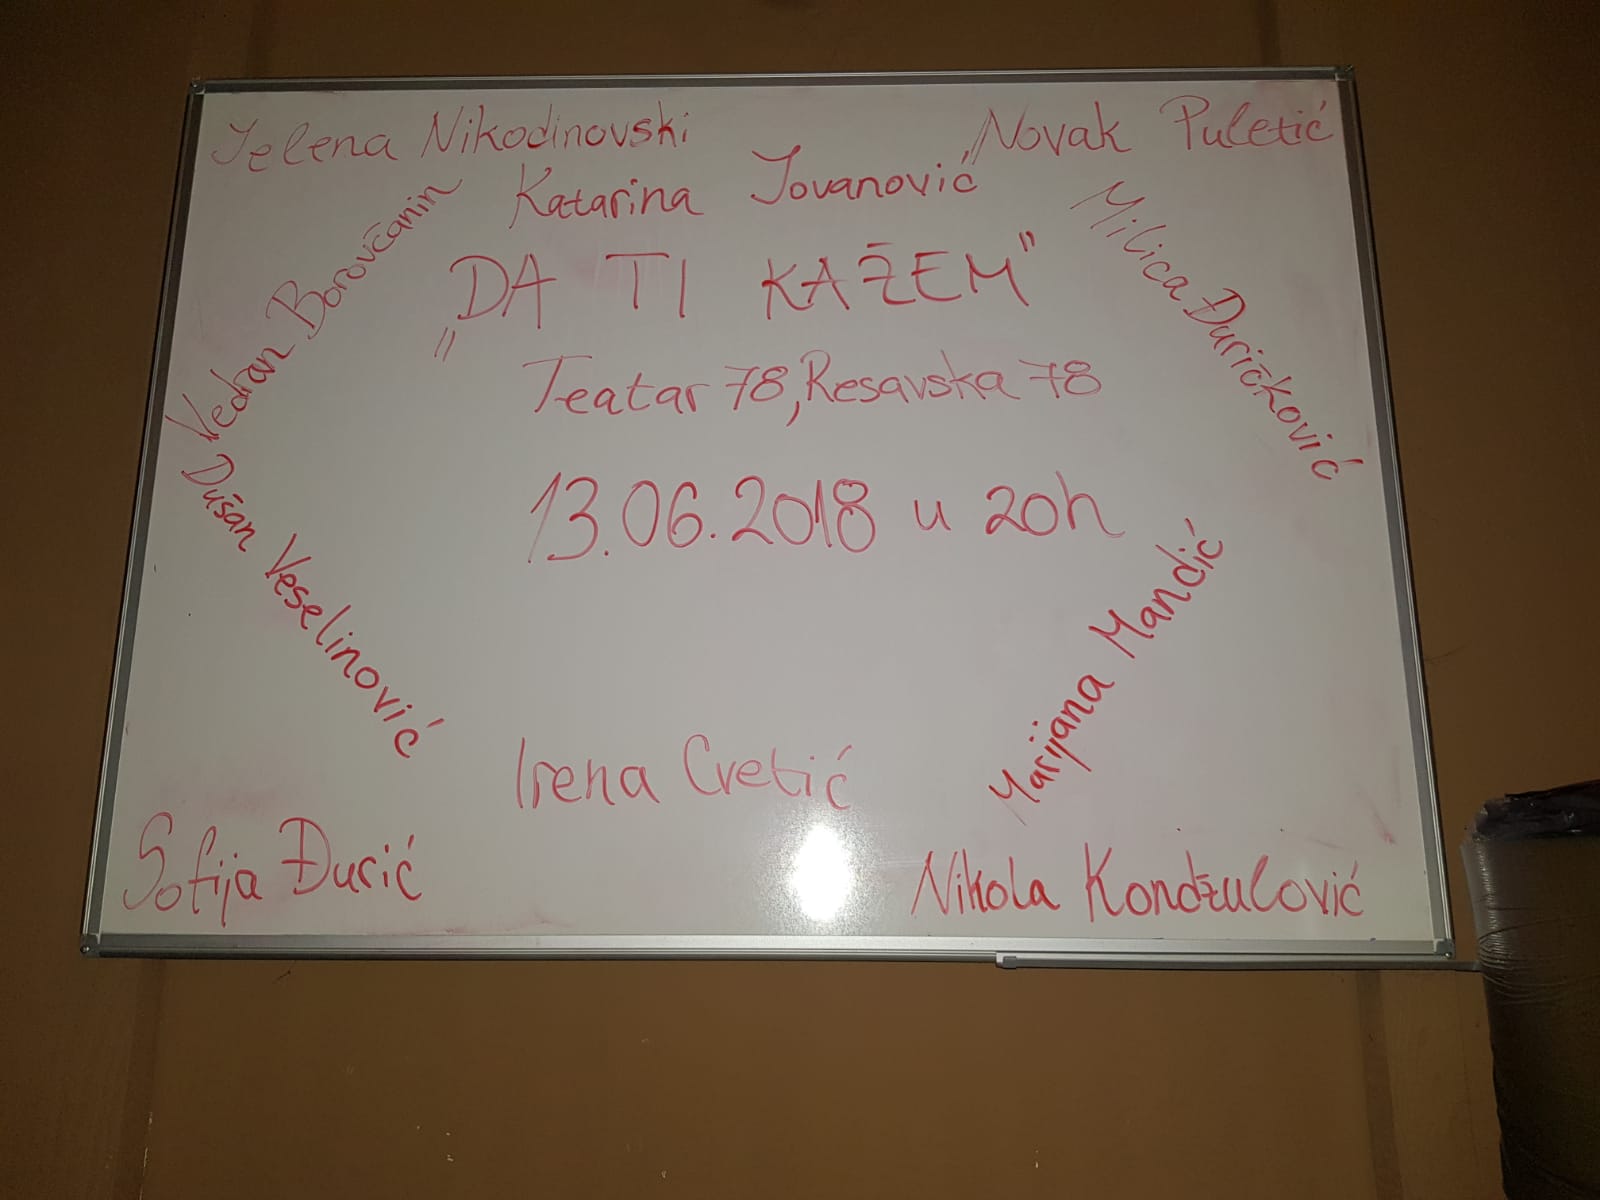 Jelena Nikodinovski
Novak Puletić
Katarina Jovanović
Vedran Borovčanin
Milica Đuričković
„DA TI KAŽEM"
Teatar 78, Resavska 78
13.06.2018 u 20h
Dušan Veselinović
Marijana Mandić
Irena Cvetić
Sofija Đurić
Nikola Kondžulović